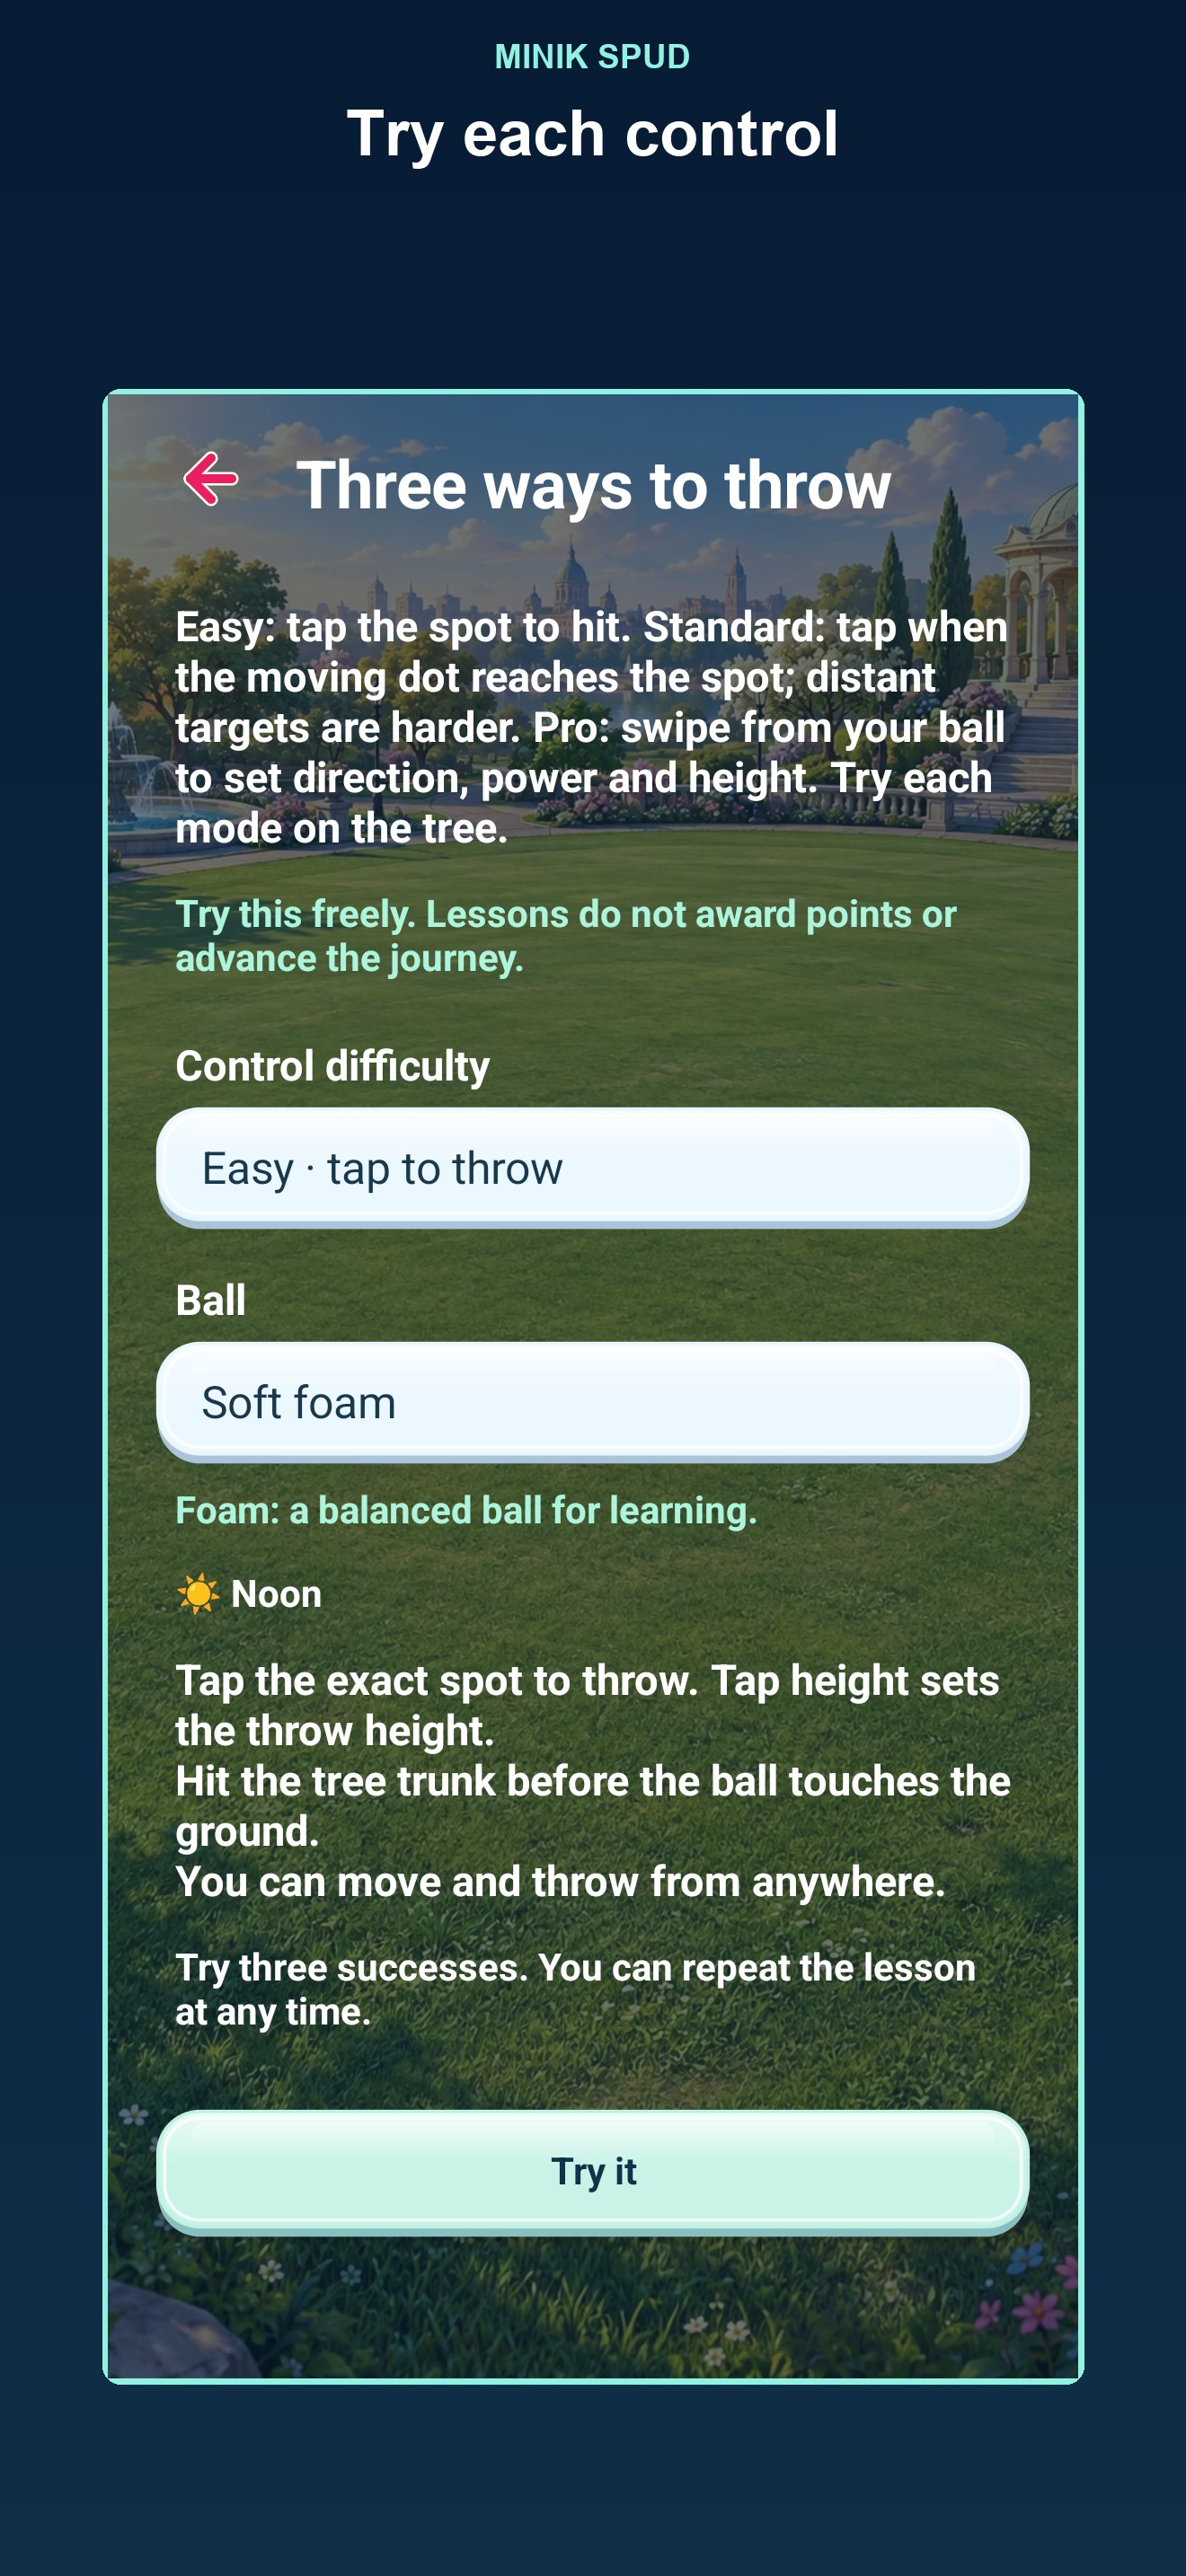 MINIK SPUD
Try each control
Three ways to throw
Easy: tap the spot to hit. Standard: tap when
the moving dot reaches the spot; distant
targets are harder. Pro: swipe from your ball
to set direction, power and height. Try each
mode on the tree.
Try this freely. Lessons do not award points or
advance the journey.
Control difficulty
Easy · tap to throw
Ball
Soft foam
Foam: a balanced ball for learning.
☀️ Noon
Tap the exact spot to throw. Tap height sets
the throw height.
Hit the tree trunk before the ball touches the
ground.
You can move and throw from anywhere.
Try three successes. You can repeat the lesson
at any time.
Try it